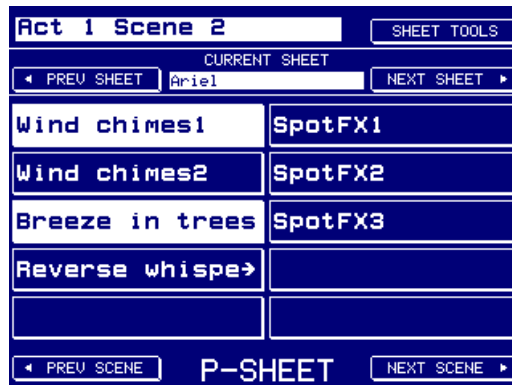 Act 1 Scene 2
SHEET TOOLS
CURRENT SHEET
◂ PREV SHEET
Ariel
NEXT SHEET ▸
Wind chimes1
SpotFX1
Wind chimes2
SpotFX2
Breeze in trees
SpotFX3
Reverse whispe→
◂ PREV SCENE
P-SHEET
NEXT SCENE ▸